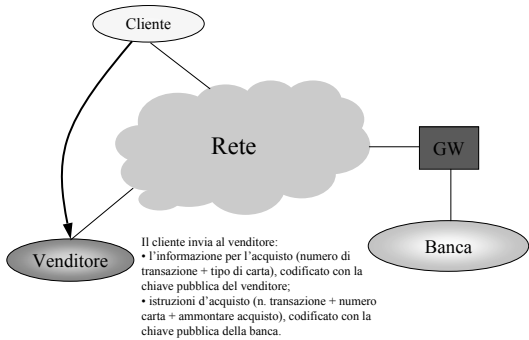 Cliente
Rete
GW
Venditore
Banca
Il cliente invia al venditore:
• l’informazione per l’acquisto (numero di
transazione + tipo di carta), codificato con la
chiave pubblica del venditore;
• istruzioni d’acquisto (n. transazione + numero
carta + ammontare acquisto), codificato con la
chiave pubblica della banca.